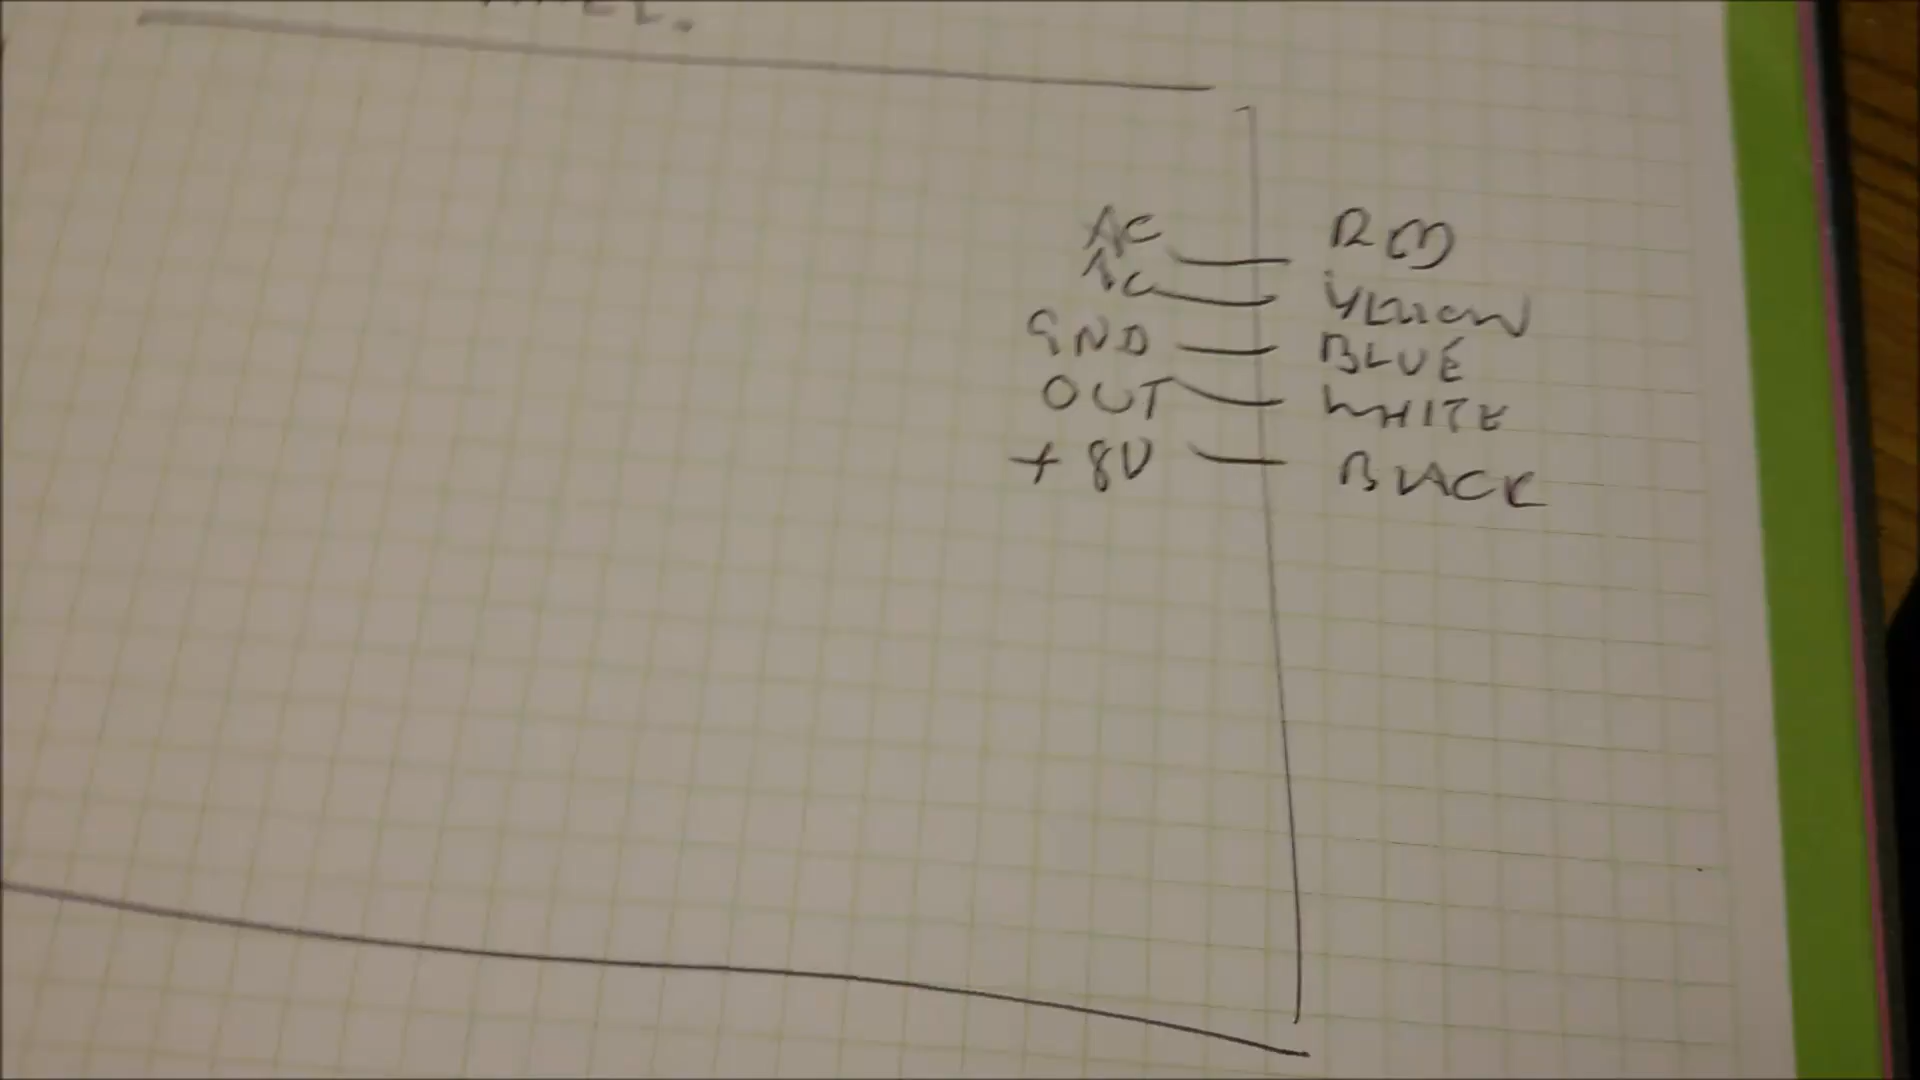 AC RED
AC YELLOW
GND BLUE
OUT WHITE
+8V BLACK